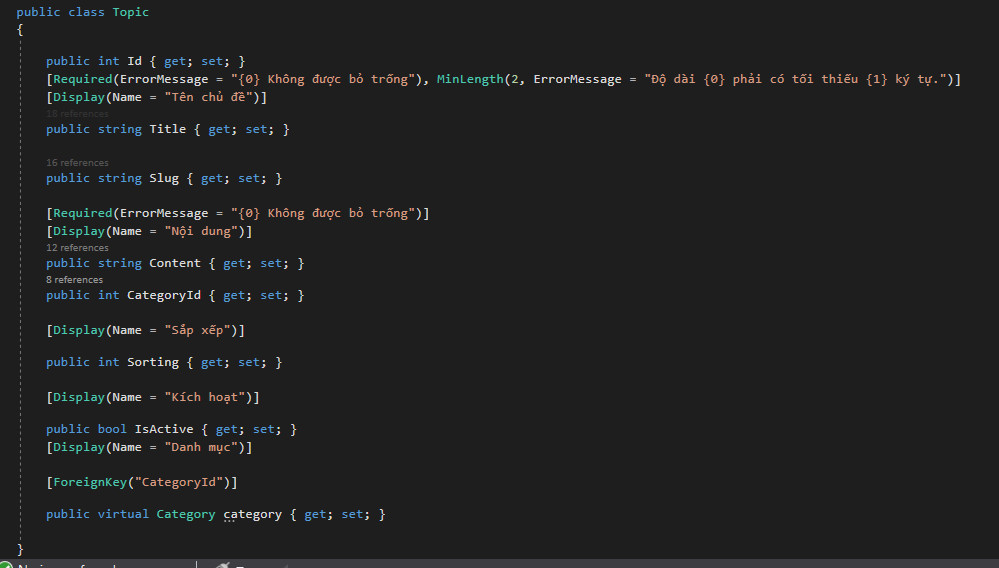 public class Topic
{
public int Id { get; set; }
[Required(ErrorMessage = "{0} Không được bỏ trống"), MinLength(2, ErrorMessage = "Độ dài {0} phải có tối thiếu {1} ký tự.")]
[Display(Name = "Tên chủ đề")]
18 references
public string Title { get; set; }
16 references
public string Slug { get; set; }
[Required(ErrorMessage = "{0} Không được bỏ trống")]
[Display(Name = "Nội dung")]
12 references
public string Content { get; set; }
8 references
public int CategoryId { get; set; }
[Display(Name = "Sắp xếp")]
public int Sorting { get; set; }
[Display(Name = "Kích hoạt")]
public bool IsActive { get; set; }
[Display(Name = "Danh mục")]
[ForeignKey("CategoryId")]
public virtual Category category { get; set; }
}